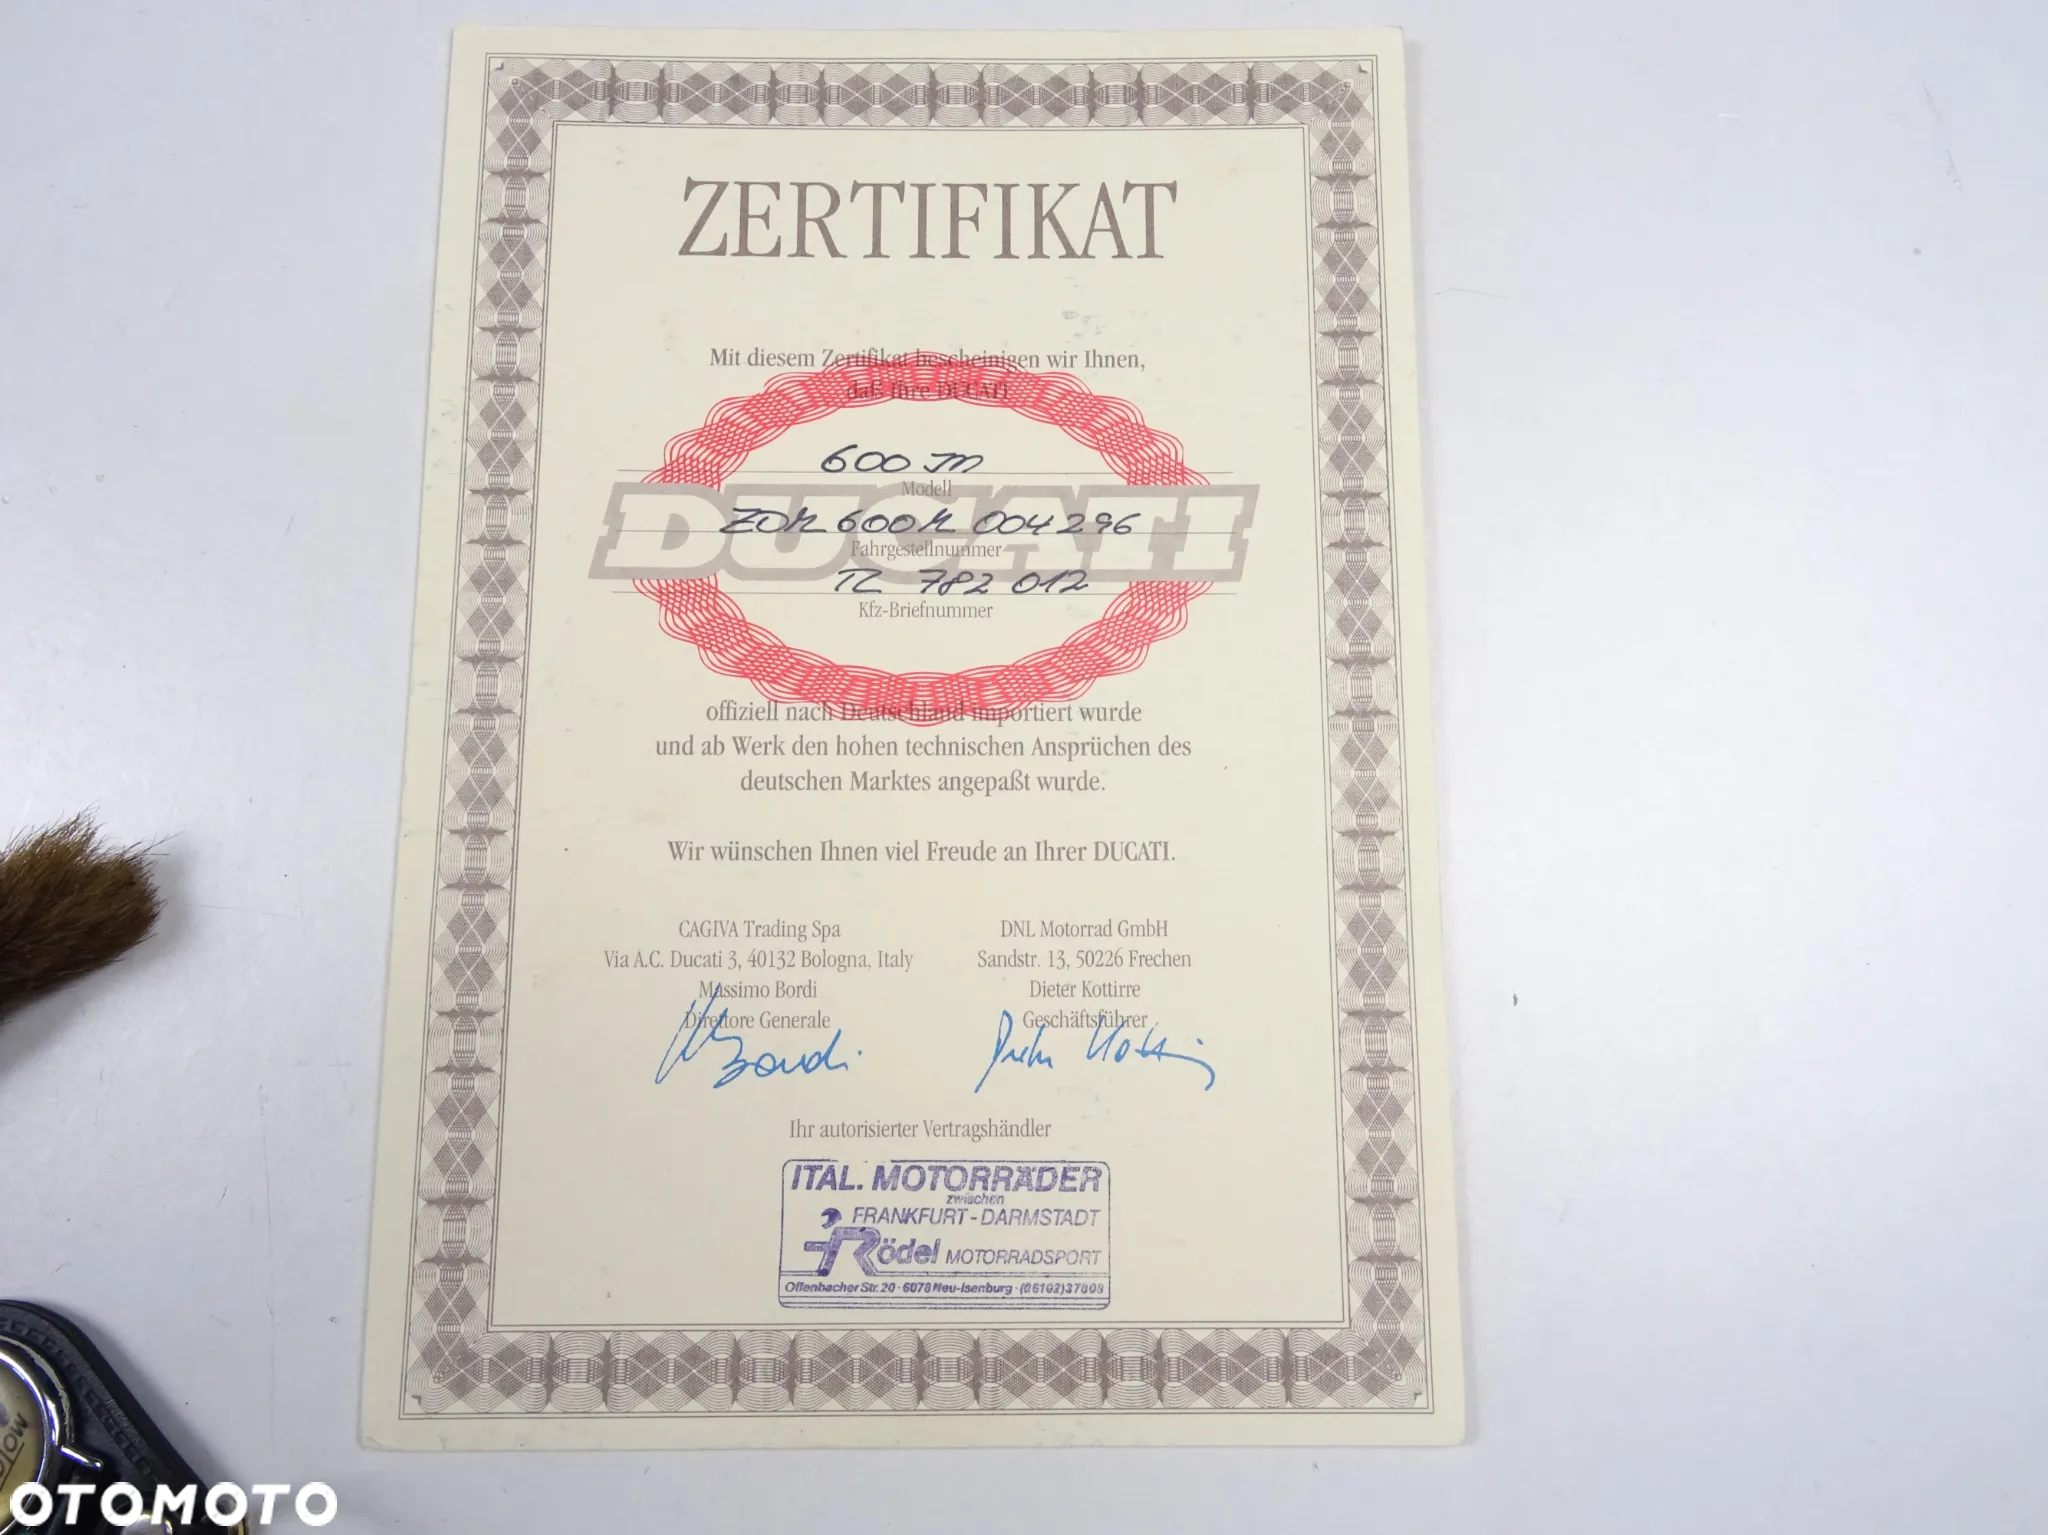 ZERTIFIKAT
Mit diesem Zertifikat bescheinigen wir Ihnen,
daß Ihre DUCATI
600 M
Modell
DUCATI
ZDM 600M 004296
Fahrgestellnummer
TZ 782 012
Kfz-Briefnummer
offiziell nach Deutschland importiert wurde
und ab Werk den hohen technischen Ansprüchen des
deutschen Marktes angepaßt wurde.
Wir wünschen Ihnen viel Freude an Ihrer DUCATI.
CAGIVA Trading Spa
Via A.C. Ducati 3, 40132 Bologna, Italy
Massimo Bordi
Direttore Generale
Bordi
DNL Motorrad GmbH
Sandstr. 13, 50226 Frechen
Dieter Kottirre
Geschäftsführer
Ihr autorisierter Vertragshändler
ITAL. MOTORRÄDER
zwischen
FRANKFURT-DARMSTADT
Rödel MOTORRADSPORT
Offenbacher Str. 20 · 6078 Neu-Isenburg · (06102) 37808
OTOMOTO